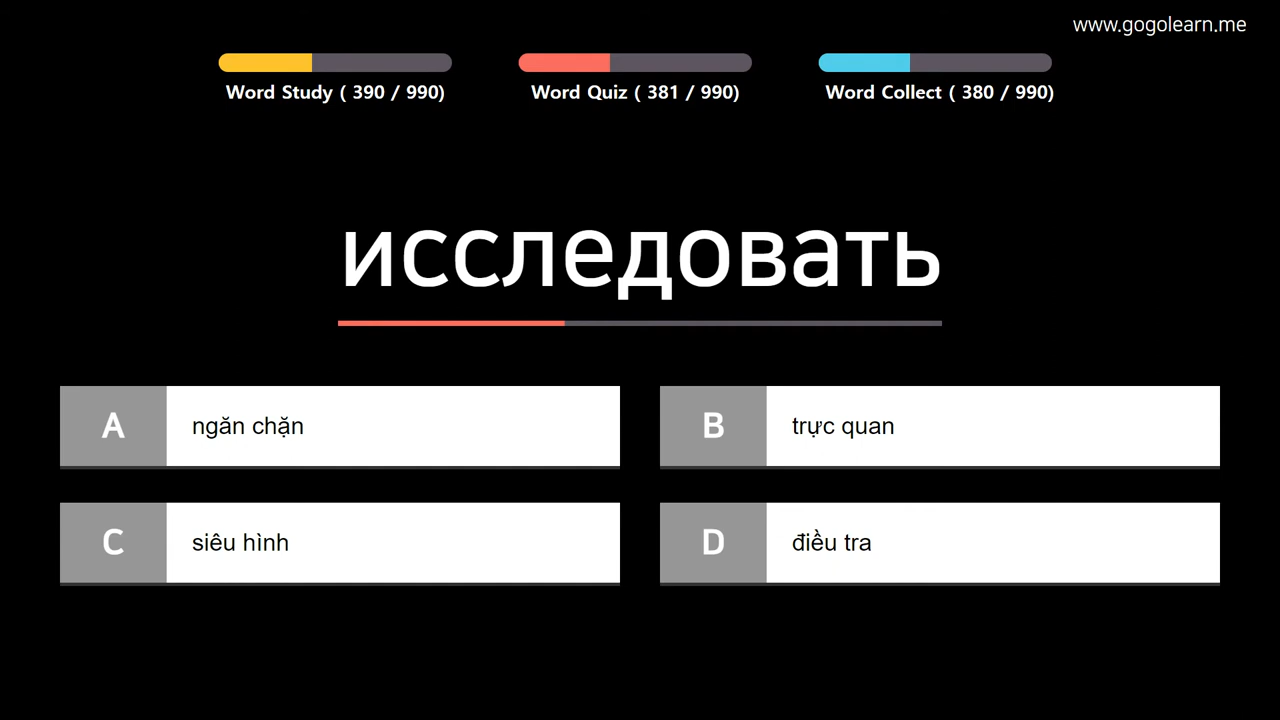 www.gogolearn.me
Word Study ( 390 / 990)
Word Quiz ( 381 / 990)
Word Collect ( 380 / 990)
исследовать
A ngăn chặn
B trực quan
C siêu hình
D điều tra